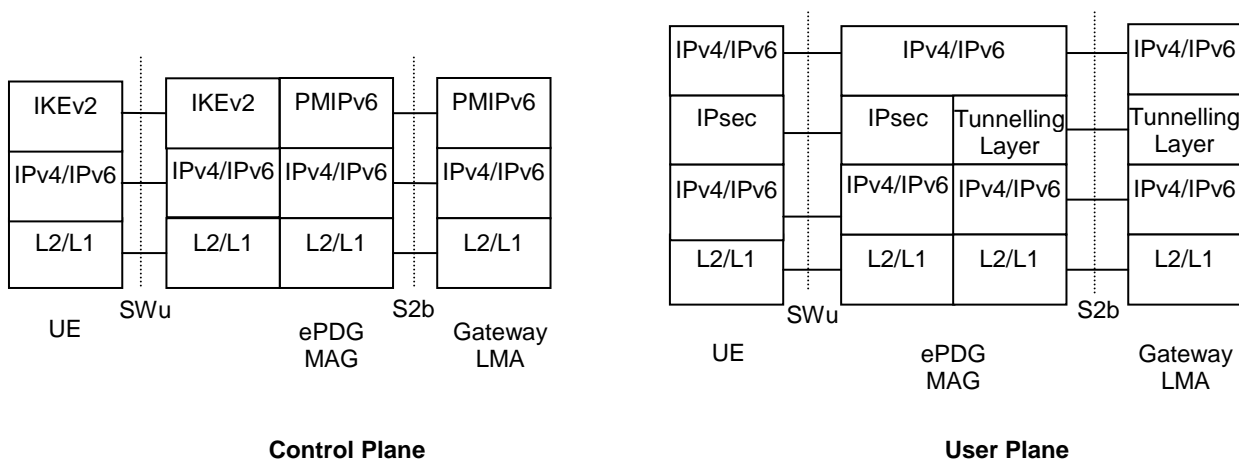 IKEv2
IKEv2
PMIPv6
PMIPv6
IPv4/IPv6
IPv4/IPv6
IPv4/IPv6
IPv4/IPv6
L2/L1
L2/L1
L2/L1
L2/L1
SWu
S2b
UE
ePDG
MAG
Gateway
LMA
Control Plane
IPv4/IPv6
IPv4/IPv6
IPv4/IPv6
IPsec
IPsec
Tunnelling
Layer
Tunnelling
Layer
IPv4/IPv6
IPv4/IPv6
IPv4/IPv6
IPv4/IPv6
L2/L1
L2/L1
L2/L1
L2/L1
SWu
S2b
UE
ePDG
MAG
Gateway
LMA
User Plane